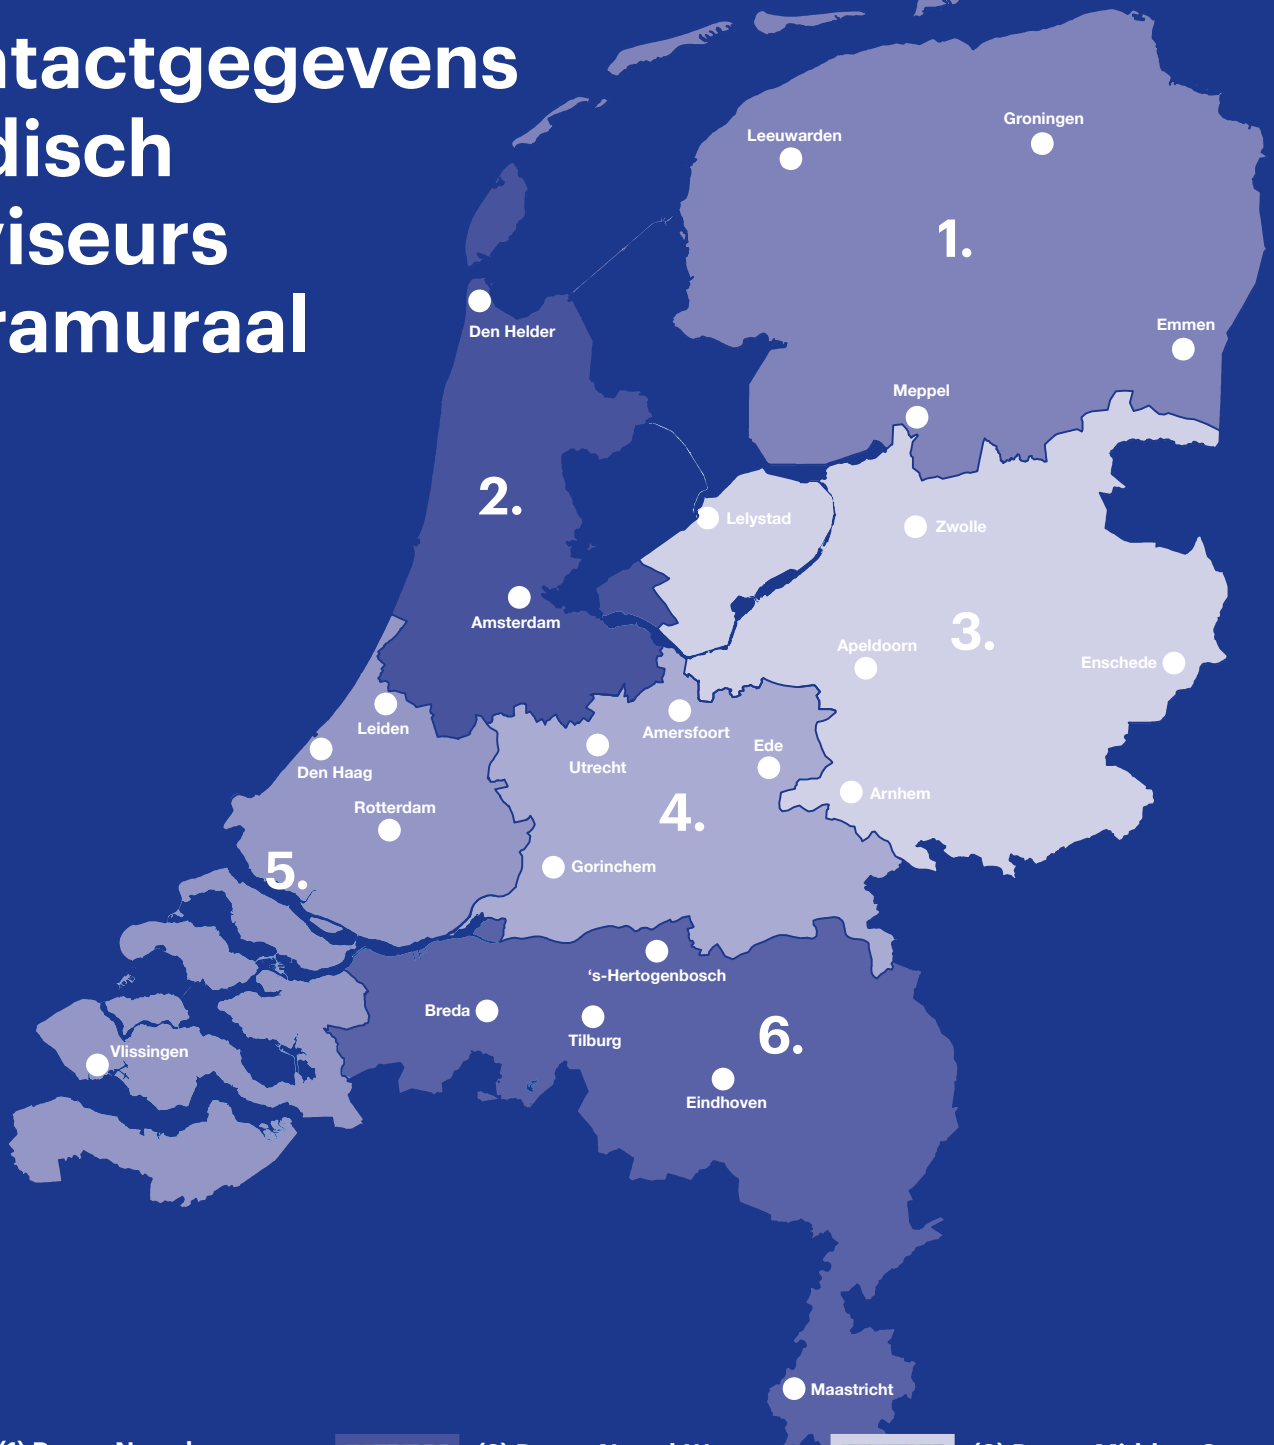 ntactgegevens
disch
viseurs
ramuraal
Leeuwarden
Groningen
1.
Den Helder
Emmen
Meppel
2.
Lelystad
Zwolle
Amsterdam
3.
Apeldoorn
Enschede
Leiden
Amersfoort
Ede
Den Haag
Utrecht
Arnhem
Rotterdam
4.
5.
Gorinchem
‘s-Hertogenbosch
Breda
Tilburg
6.
Vlissingen
Eindhoven
Maastricht